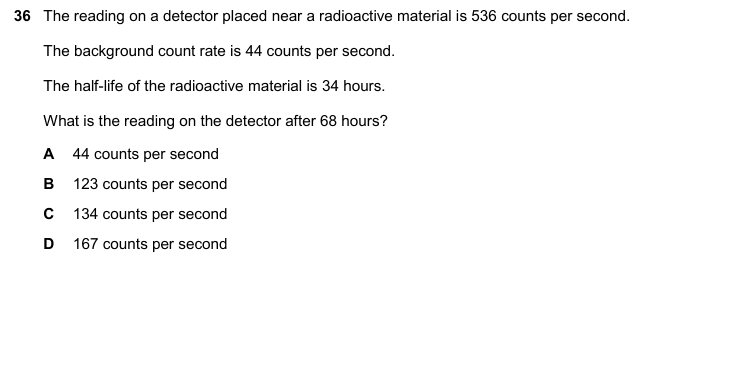 36 The reading on a detector placed near a radioactive material is 536 counts per second.
The background count rate is 44 counts per second.
The half-life of the radioactive material is 34 hours.
What is the reading on the detector after 68 hours?
A 44 counts per second
B 123 counts per second
C 134 counts per second
D 167 counts per second